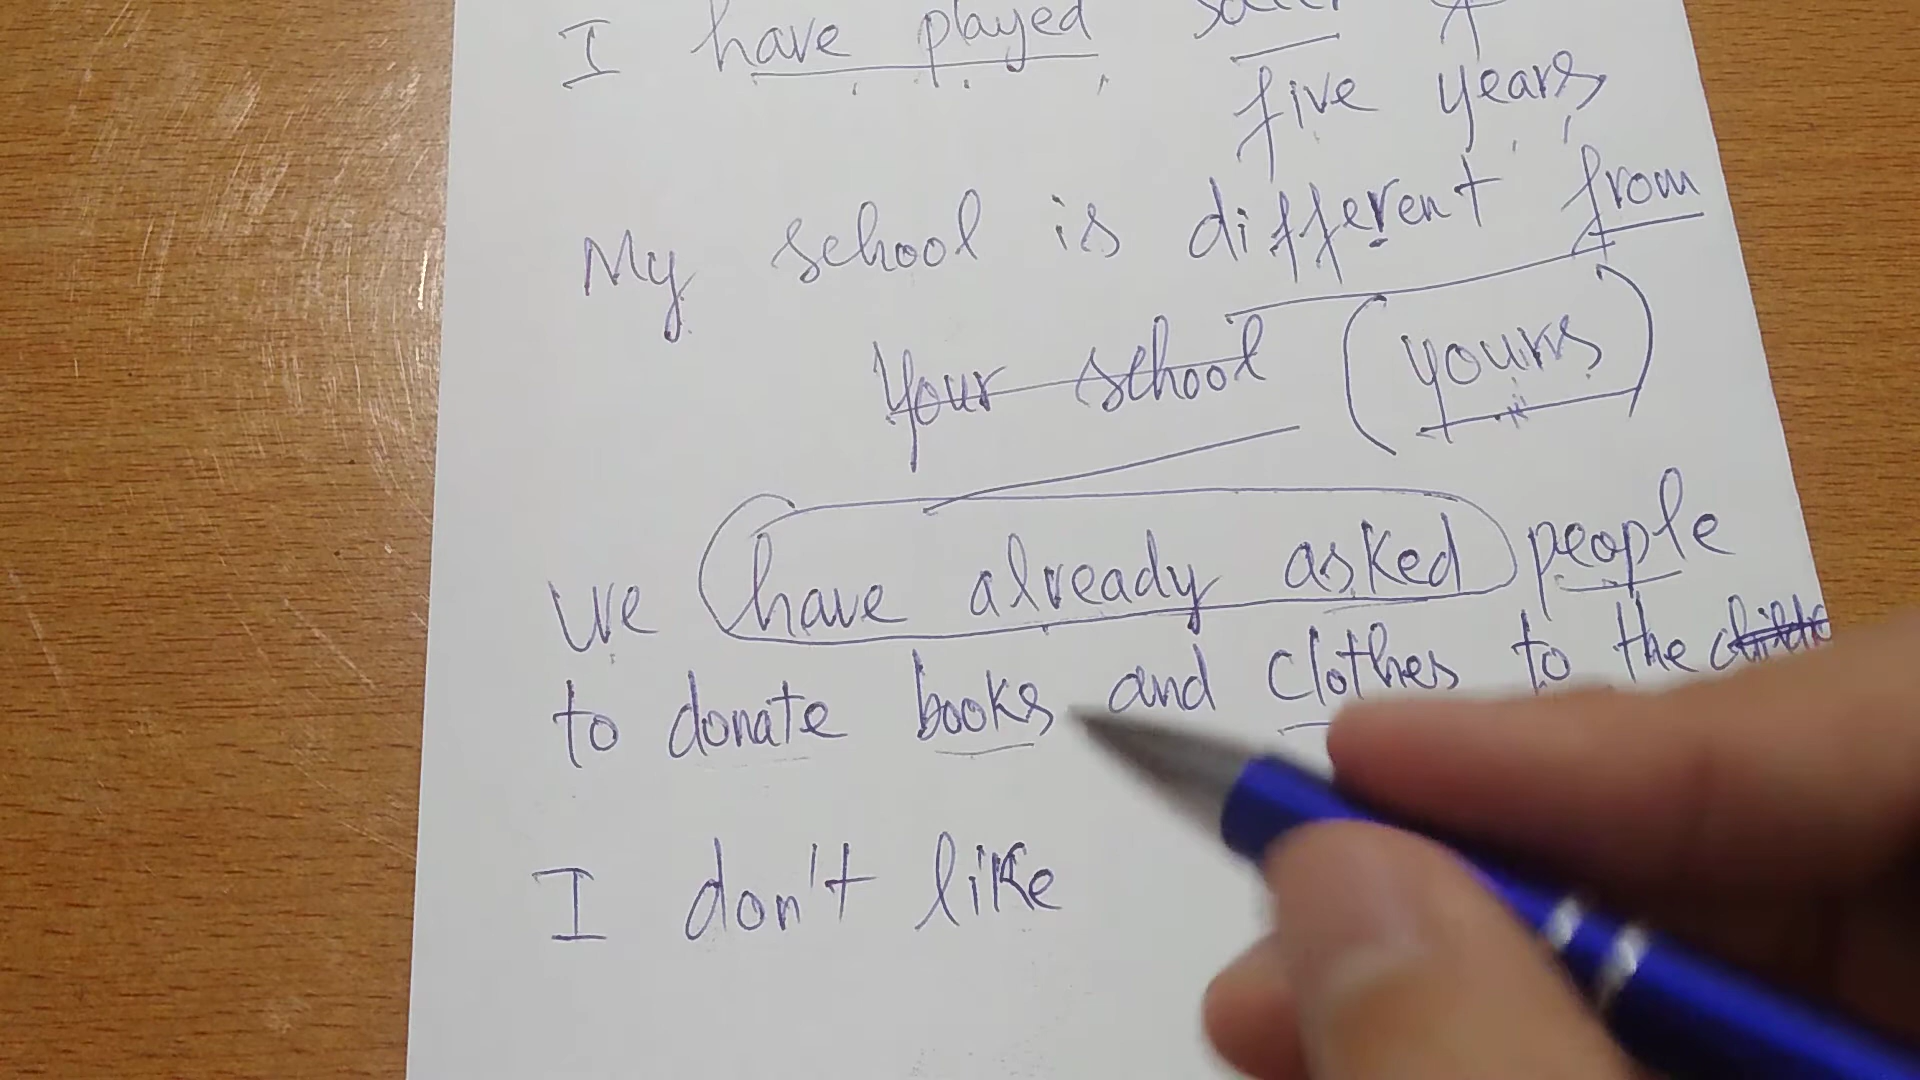 I have played
five years
My school is different from
your school (yours)
We have already asked people
to donate books and clothes to the
I don't like